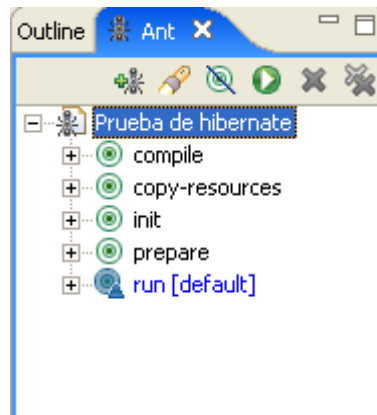 Outline Ant
Prueba de hibernate
compile
copy-resources
init
prepare
run [default]